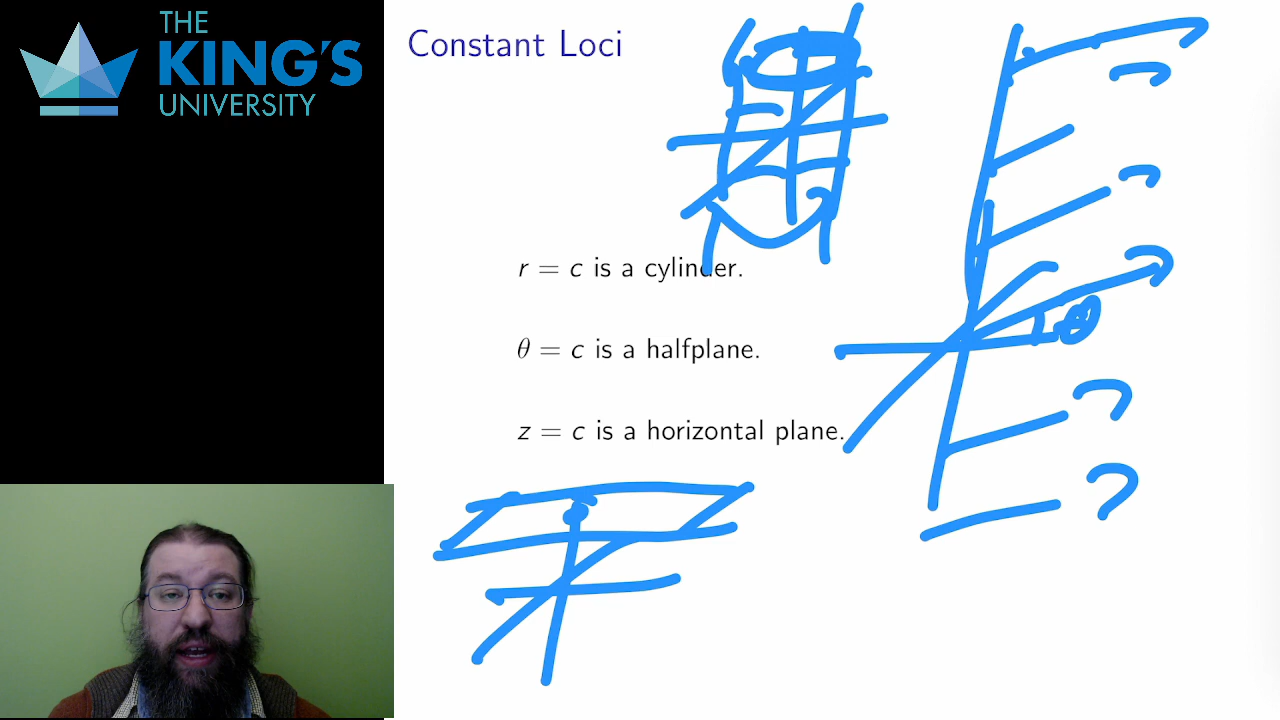 THE
KING'S
UNIVERSITY
Constant Loci
r = c is a cylinder.
θ = c is a halfplane.
z = c is a horizontal plane.
θ